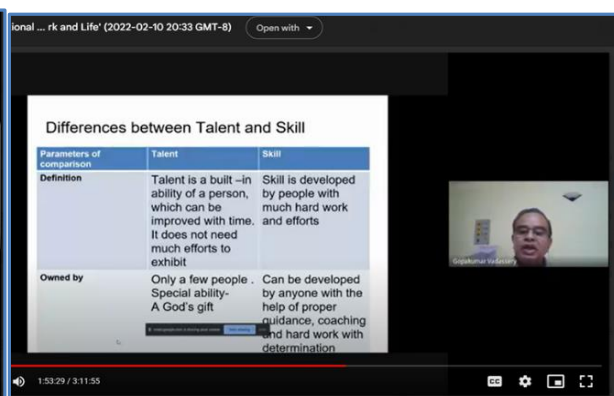 ional ... rk and Life' (2022-02-10 20:33 GMT-8)
Open with
Differences between Talent and Skill
Parameters of
comparison
Talent
Skill
Definition
Talent is a built –in
ability of a person,
which can be
improved with time.
It does not need
much efforts to
exhibit
Skill is developed
by people with
much hard work
and efforts
Owned by
Only a few people .
Special ability-
A God's gift
Can be developed
by anyone with the
help of proper
guidance, coaching
and hard work with
determination
1:53:29 / 3:11:55
CC